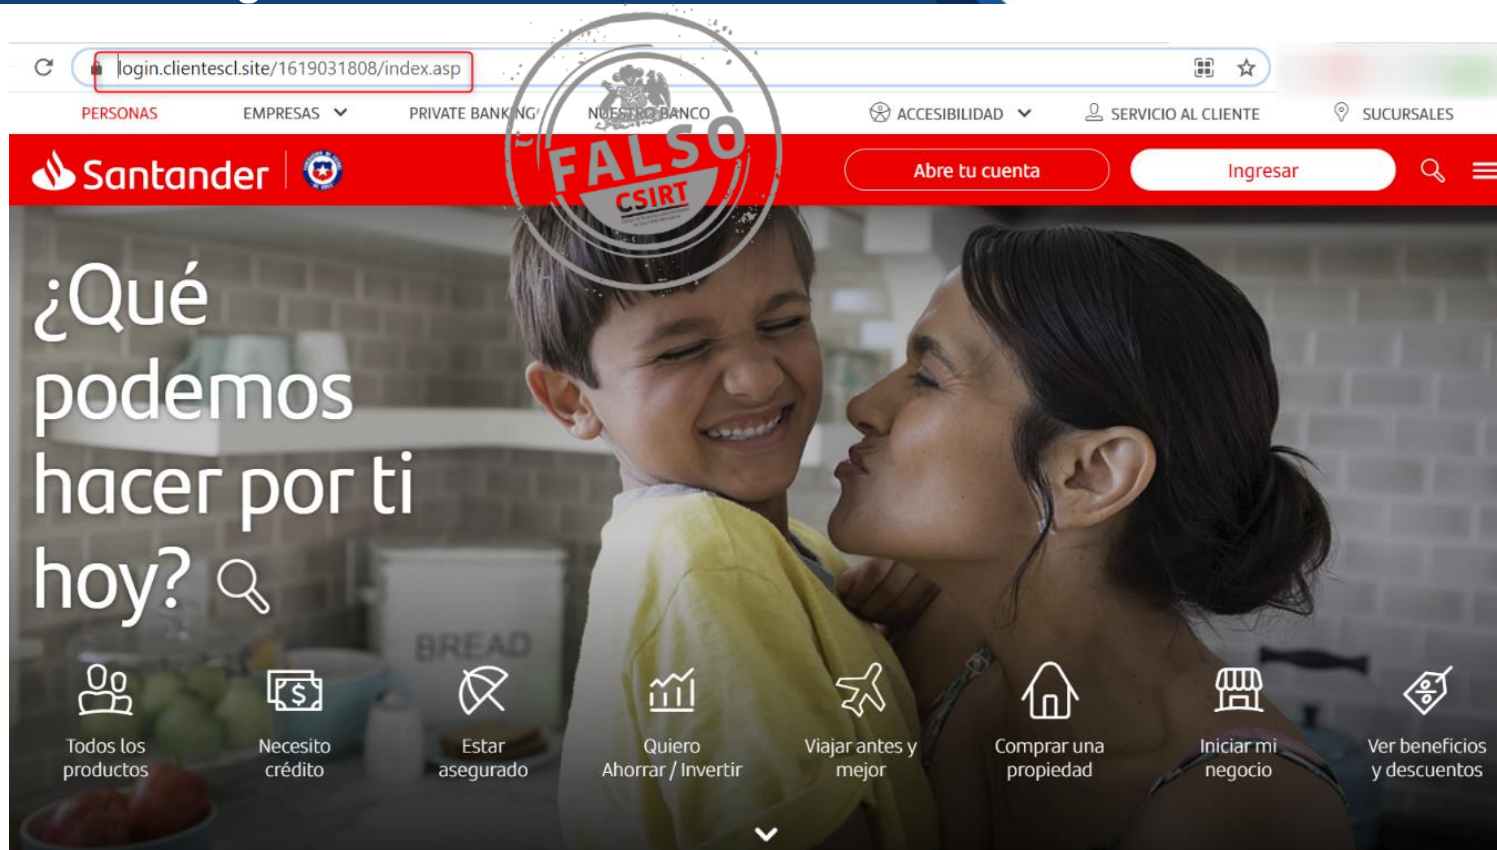 login.clientescl.site/1619031808/index.asp
PERSONAS EMPRESAS PRIVATE BANKING NUESTRO BANCO ACCESIBILIDAD SERVICIO AL CLIENTE SUCURSALES
FALSO
CSIRT
Santander
Abre tu cuenta
Ingresar
¿Qué
podemos
hacer por ti
hoy?
BREAD
Todos los
productos
Necesito
crédito
Estar
asegurado
Quiero
Ahorrar / Invertir
Viajar antes y
mejor
Comprar una
propiedad
Iniciar mi
negocio
Ver beneficios
y descuentos